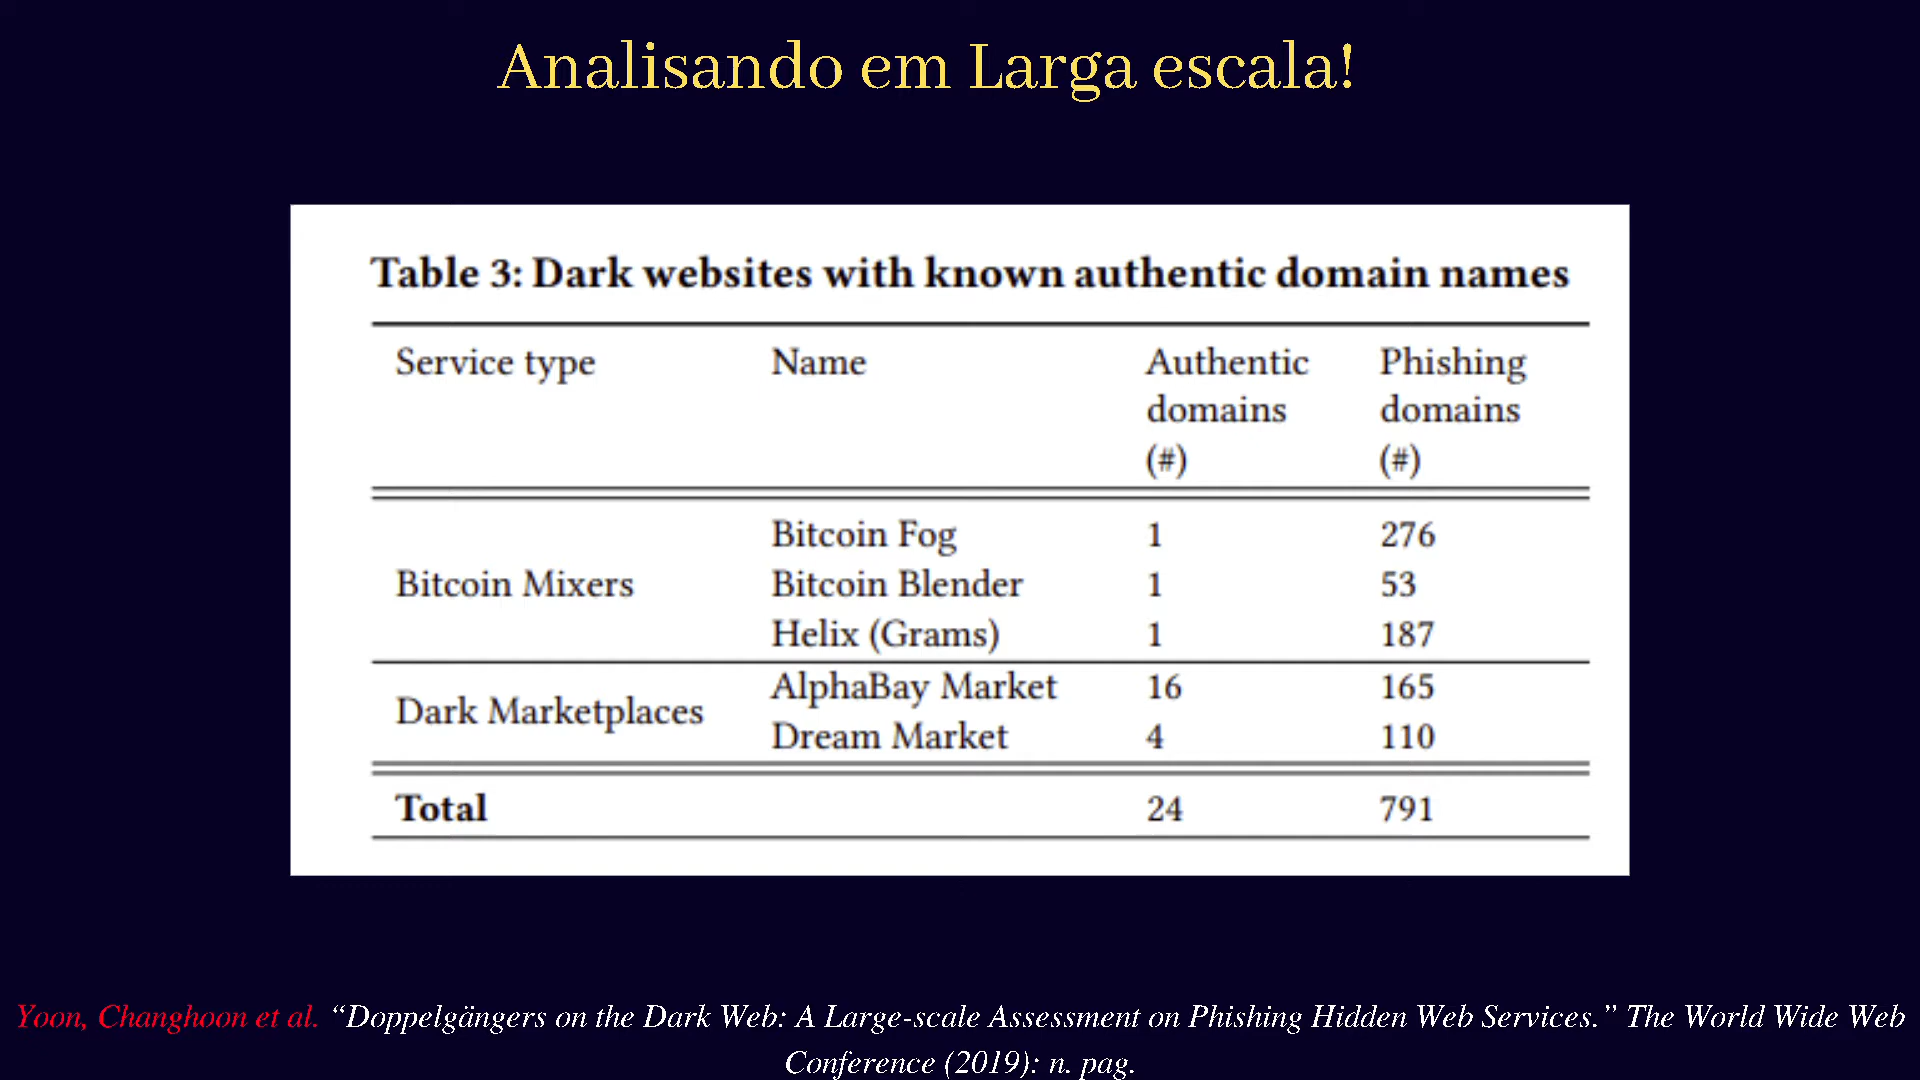 Analisando em Larga escala!
Table 3: Dark websites with known authentic domain names
Service type Name Authentic domains (#) Phishing domains (#)
Bitcoin Mixers
Bitcoin Fog 1 276
Bitcoin Blender 1 53
Helix (Grams) 1 187
Dark Marketplaces
AlphaBay Market 16 165
Dream Market 4 110
Total 24 791
Yoon, Changhoon et al. “Doppelgängers on the Dark Web: A Large-scale Assessment on Phishing Hidden Web Services.” The World Wide Web
Conference (2019): n. pag.